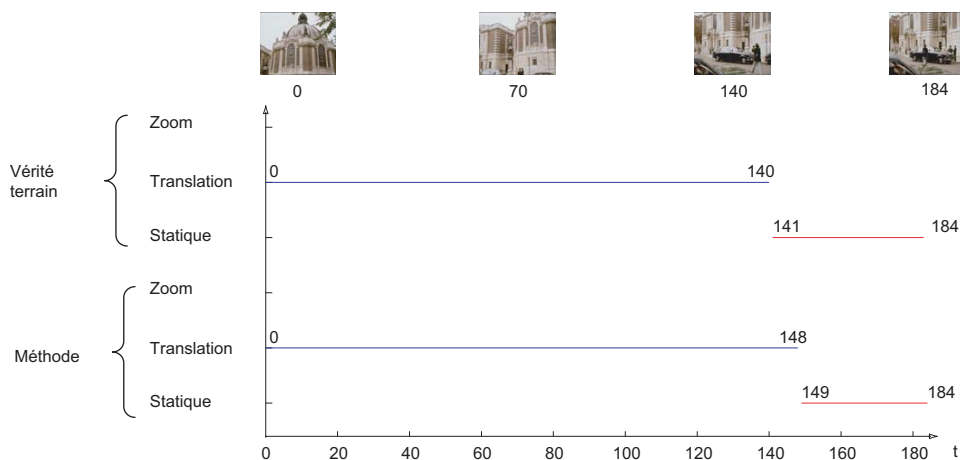 0 70 140 184
Zoom
Vérité
terrain
0 140
Translation
141 184
Statique
Zoom
0 148
Translation
Méthode
149 184
Statique
0 20 40 60 80 100 120 140 160 180 t